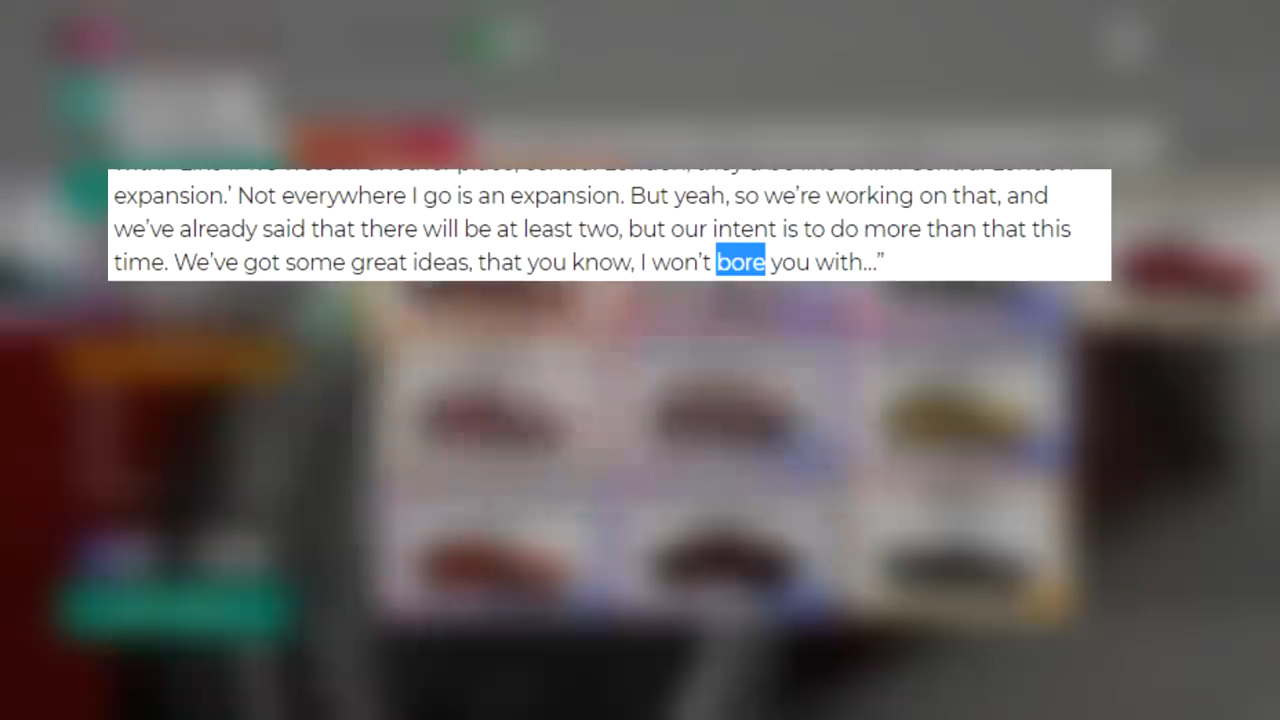 expansion.’ Not everywhere I go is an expansion. But yeah, so we’re working on that, and
we’ve already said that there will be at least two, but our intent is to do more than that this
time. We’ve got some great ideas, that you know, I won’t bore you with...”